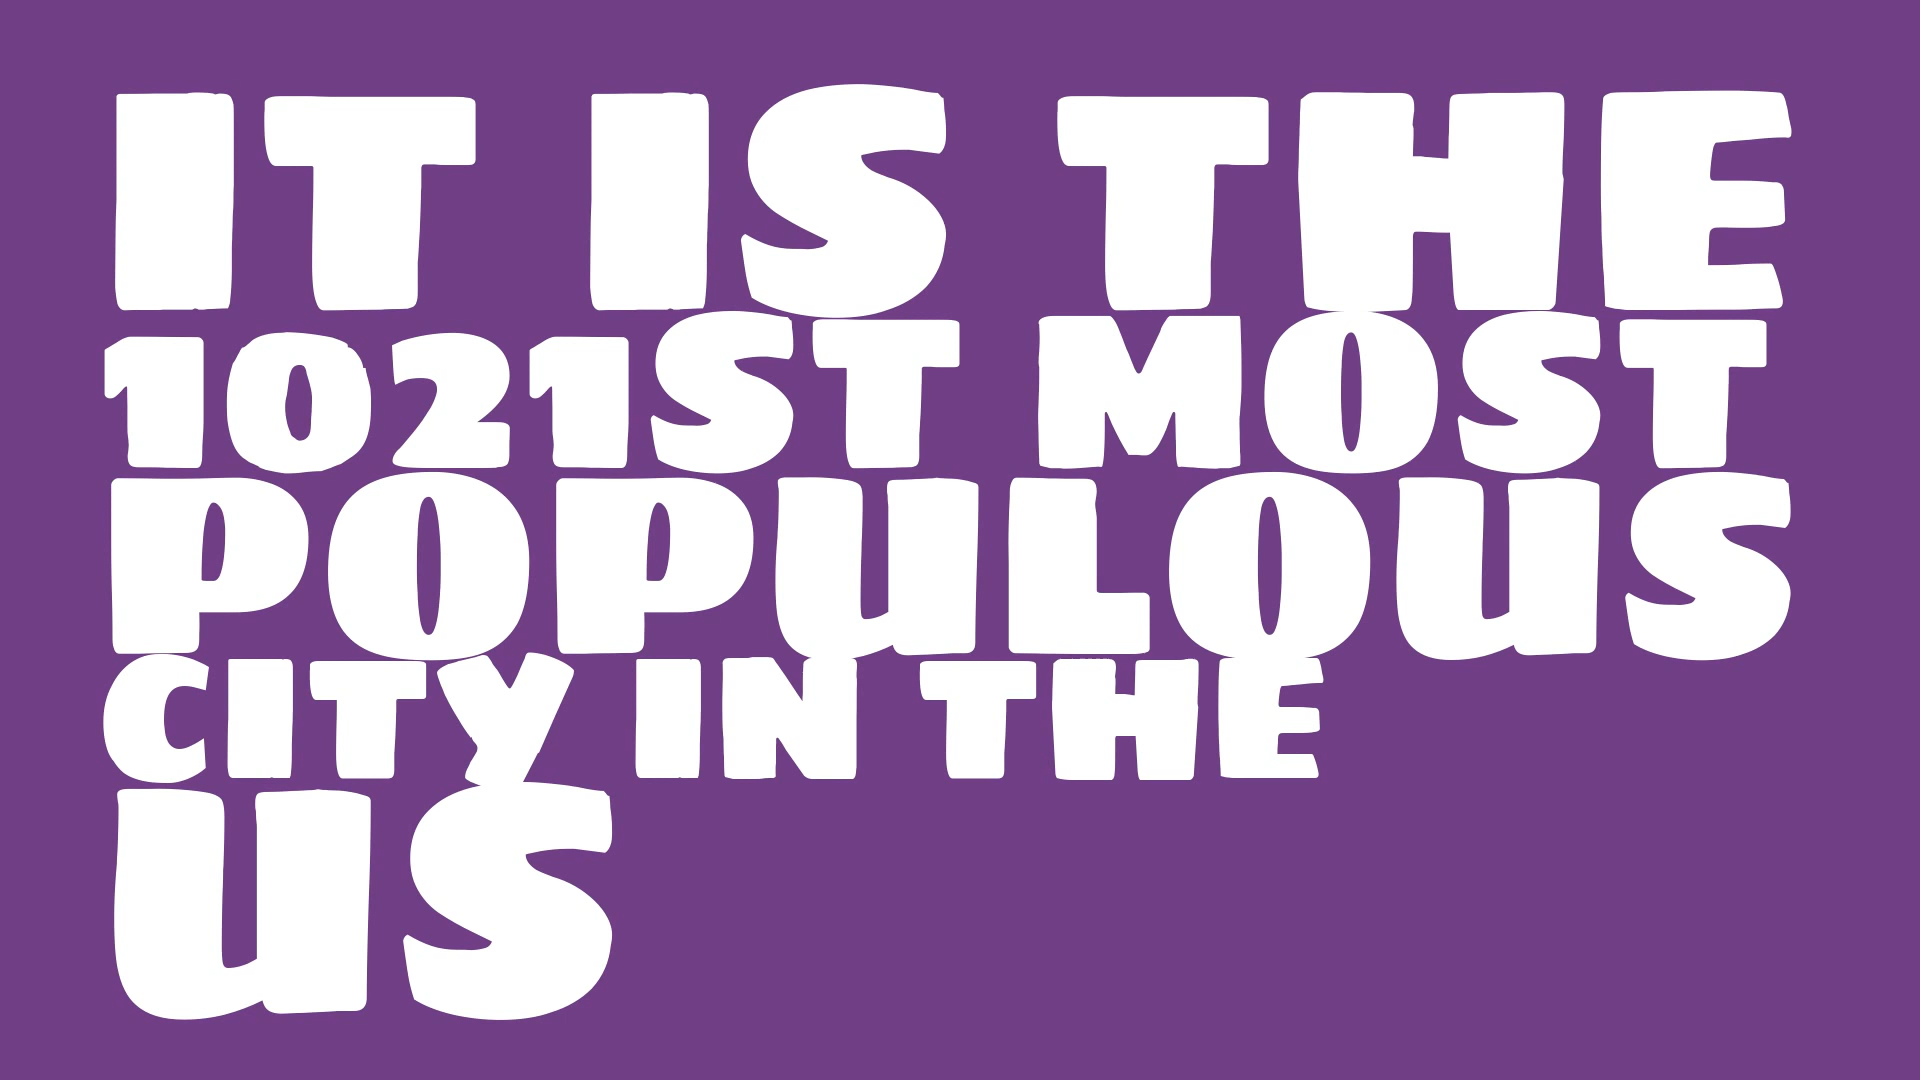 IT IS THE
1021ST MOST
POPULOUS
CITY IN THE
US